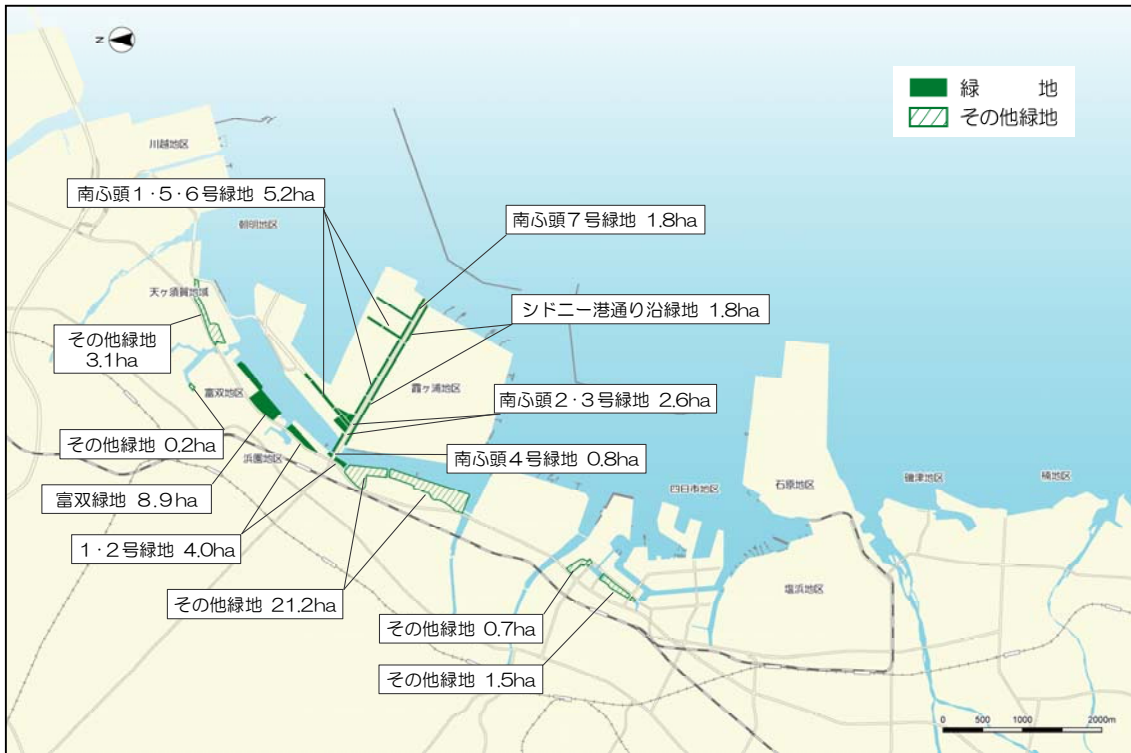 N
緑 地
その他緑地
川越地区
南ふ頭1・5・6号緑地 5.2ha
朝明地区
南ふ頭7号緑地 1.8ha
天ヶ須賀地域
シドニー港通り沿緑地 1.8ha
その他緑地
3.1ha
富双地区
霞ヶ浦地区
南ふ頭2・3号緑地 2.6ha
その他緑地 0.2ha
浜園地区
南ふ頭4号緑地 0.8ha
富双緑地 8.9ha
四日市地区
石原地区
磯津地区
楠地区
1・2号緑地 4.0ha
その他緑地 21.2ha
塩浜地区
その他緑地 0.7ha
その他緑地 1.5ha
0 500 1000 2000m